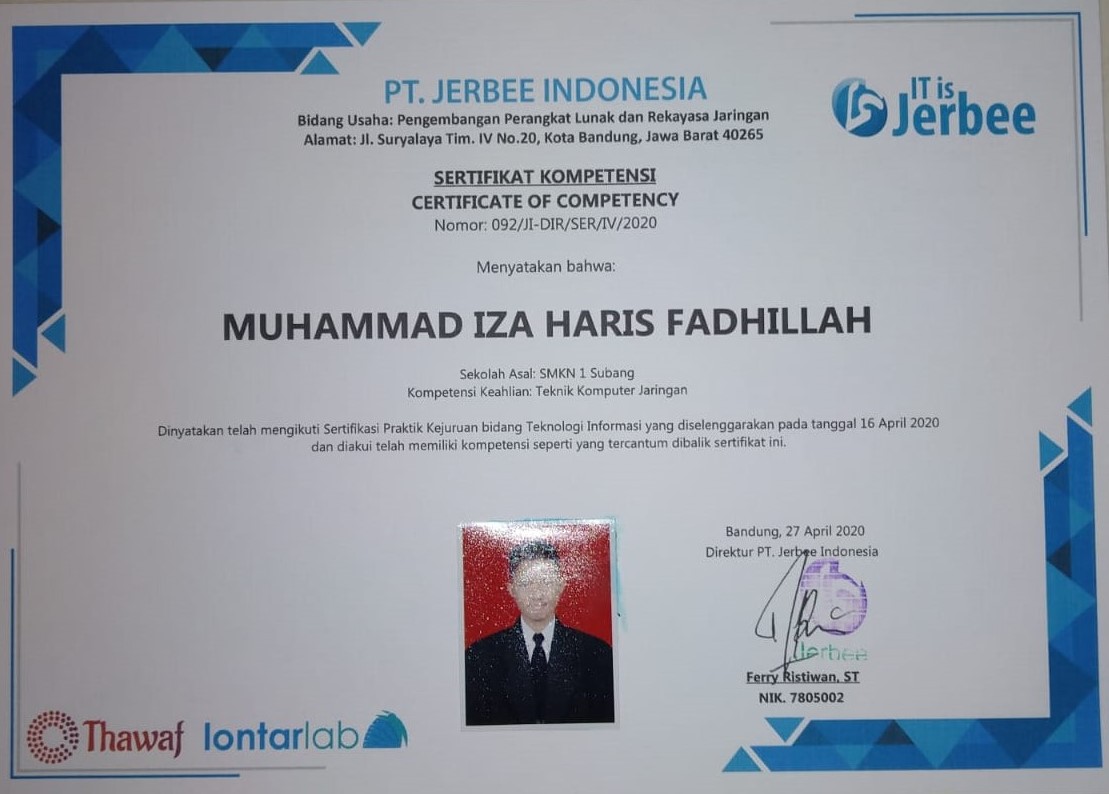 PT. JERBEE INDONESIA
Bidang Usaha: Pengembangan Perangkat Lunak dan Rekayasa Jaringan
Alamat: Jl. Suryalaya Tim. IV No.20, Kota Bandung, Jawa Barat 40265
IT is
Jerbee
SERTIFIKAT KOMPETENSI
CERTIFICATE OF COMPETENCY
Nomor: 092/JI-DIR/SER/IV/2020
Menyatakan bahwa:
MUHAMMAD IZA HARIS FADHILLAH
Sekolah Asal: SMKN 1 Subang
Kompetensi Keahlian: Teknik Komputer Jaringan
Dinyatakan telah mengikuti Sertifikasi Praktik Kejuruan bidang Teknologi Informasi yang diselenggarakan pada tanggal 16 April 2020
dan diakui telah memiliki kompetensi seperti yang tercantum dibalik sertifikat ini.
Bandung, 27 April 2020
Direktur PT. Jerbee Indonesia
Jerbee
Ferry Ristiwan, ST
NIK. 7805002
Thawaf lontarlab